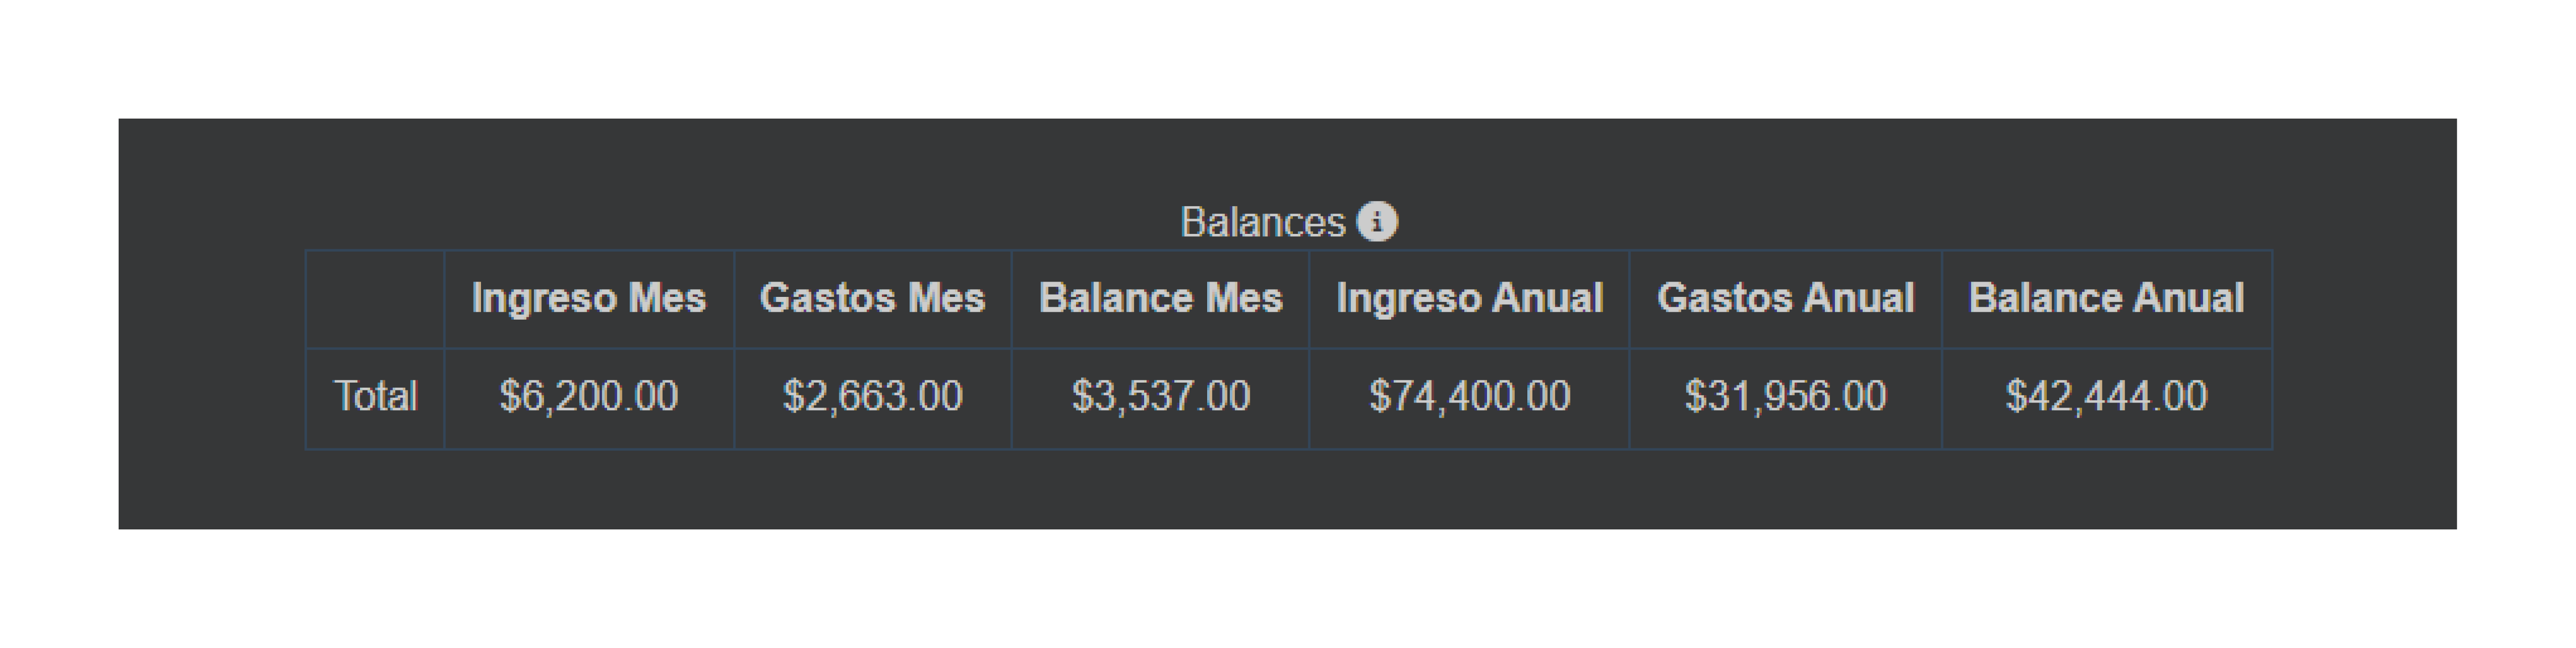 Balances
Ingreso Mes Gastos Mes Balance Mes Ingreso Anual Gastos Anual Balance Anual
Total $6,200.00 $2,663.00 $3,537.00 $74,400.00 $31,956.00 $42,444.00